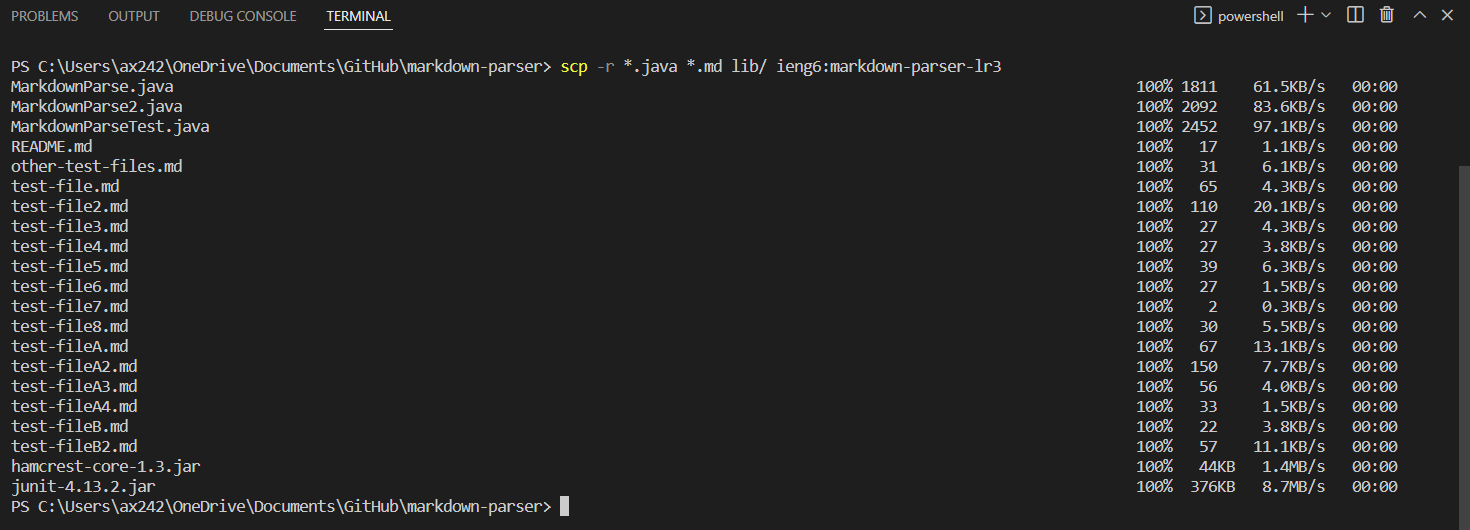 PROBLEMS OUTPUT DEBUG CONSOLE TERMINAL powershell
PS C:\Users\ax242\OneDrive\Documents\GitHub\markdown-parser> scp -r *.java *.md lib/ ieng6:markdown-parser-lr3
MarkdownParse.java 100% 1811 61.5KB/s 00:00
MarkdownParse2.java 100% 2092 83.6KB/s 00:00
MarkdownParseTest.java 100% 2452 97.1KB/s 00:00
README.md 100% 17 1.1KB/s 00:00
other-test-files.md 100% 31 6.1KB/s 00:00
test-file.md 100% 65 4.3KB/s 00:00
test-file2.md 100% 110 20.1KB/s 00:00
test-file3.md 100% 27 4.3KB/s 00:00
test-file4.md 100% 27 3.8KB/s 00:00
test-file5.md 100% 39 6.3KB/s 00:00
test-file6.md 100% 27 1.5KB/s 00:00
test-file7.md 100% 2 0.3KB/s 00:00
test-file8.md 100% 30 5.5KB/s 00:00
test-fileA.md 100% 67 13.1KB/s 00:00
test-fileA2.md 100% 150 7.7KB/s 00:00
test-fileA3.md 100% 56 4.0KB/s 00:00
test-fileA4.md 100% 33 1.5KB/s 00:00
test-fileB.md 100% 22 3.8KB/s 00:00
test-fileB2.md 100% 57 11.1KB/s 00:00
hamcrest-core-1.3.jar 100% 44KB 1.4MB/s 00:00
junit-4.13.2.jar 100% 376KB 8.7MB/s 00:00
PS C:\Users\ax242\OneDrive\Documents\GitHub\markdown-parser>